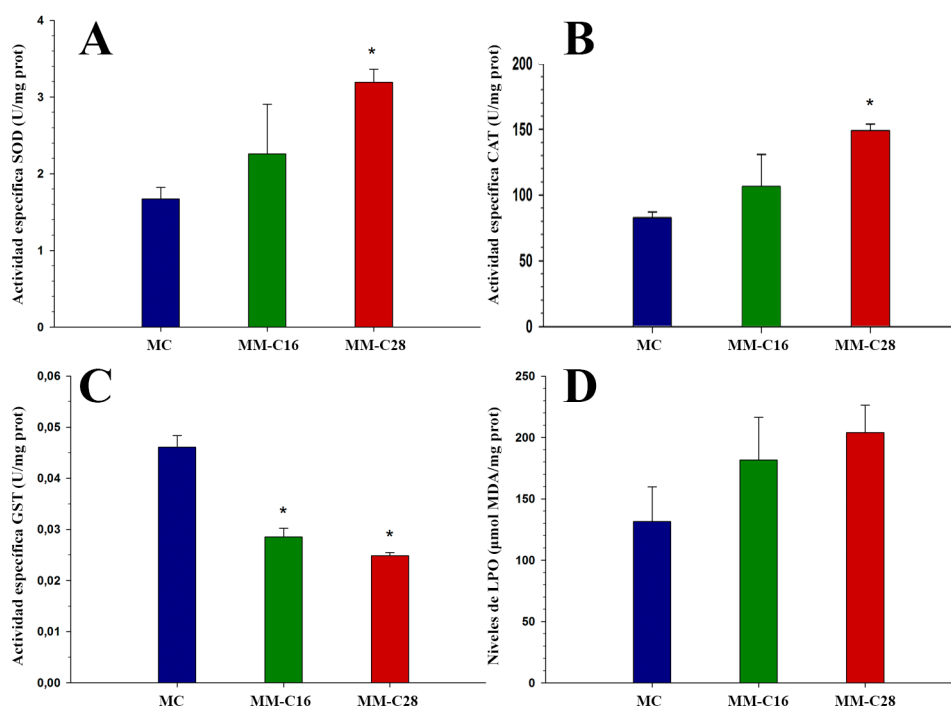 A
Actividad específica SOD (U/mg prot)
4
3
2
1
0
*
MC
MM-C16
MM-C28
B
Actividad específica CAT (U/mg prot)
200
150
100
50
0
*
MC
MM-C16
MM-C28
C
Actividad específica GST (U/mg prot)
0,06
0,05
0,04
0,03
0,02
0,01
0,00
*
*
MC
MM-C16
MM-C28
D
Niveles de LPO (µmol MDA/mg prot)
250
200
150
100
50
0
MC
MM-C16
MM-C28